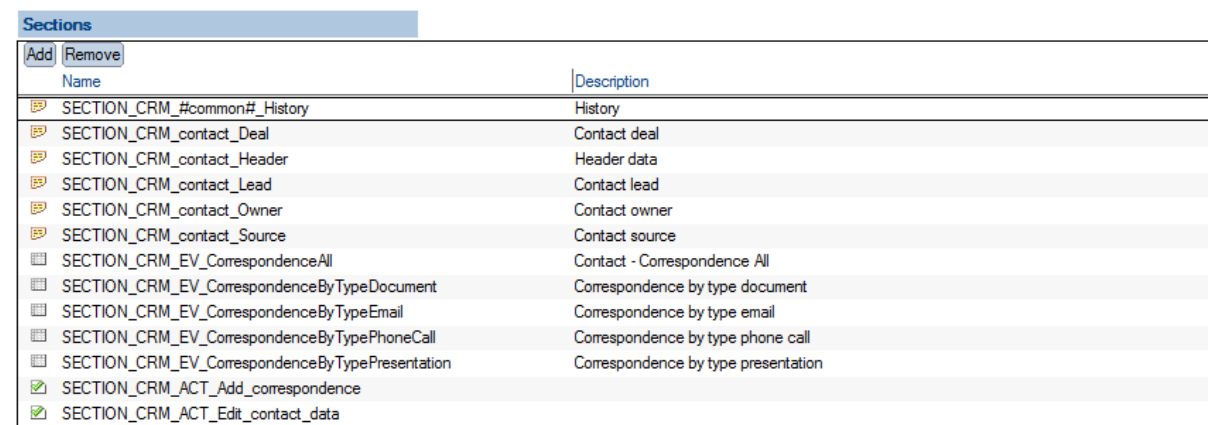 Sections
Add Remove
Name Description
SECTION_CRM_#common#_History History
SECTION_CRM_contact_Deal Contact deal
SECTION_CRM_contact_Header Header data
SECTION_CRM_contact_Lead Contact lead
SECTION_CRM_contact_Owner Contact owner
SECTION_CRM_contact_Source Contact source
SECTION_CRM_EV_CorrespondenceAll Contact - Correspondence All
SECTION_CRM_EV_CorrespondenceByTypeDocument Correspondence by type document
SECTION_CRM_EV_CorrespondenceByTypeEmail Correspondence by type email
SECTION_CRM_EV_CorrespondenceByTypePhoneCall Correspondence by type phone call
SECTION_CRM_EV_CorrespondenceByTypePresentation Correspondence by type presentation
SECTION_CRM_ACT_Add_correspondence
SECTION_CRM_ACT_Edit_contact_data